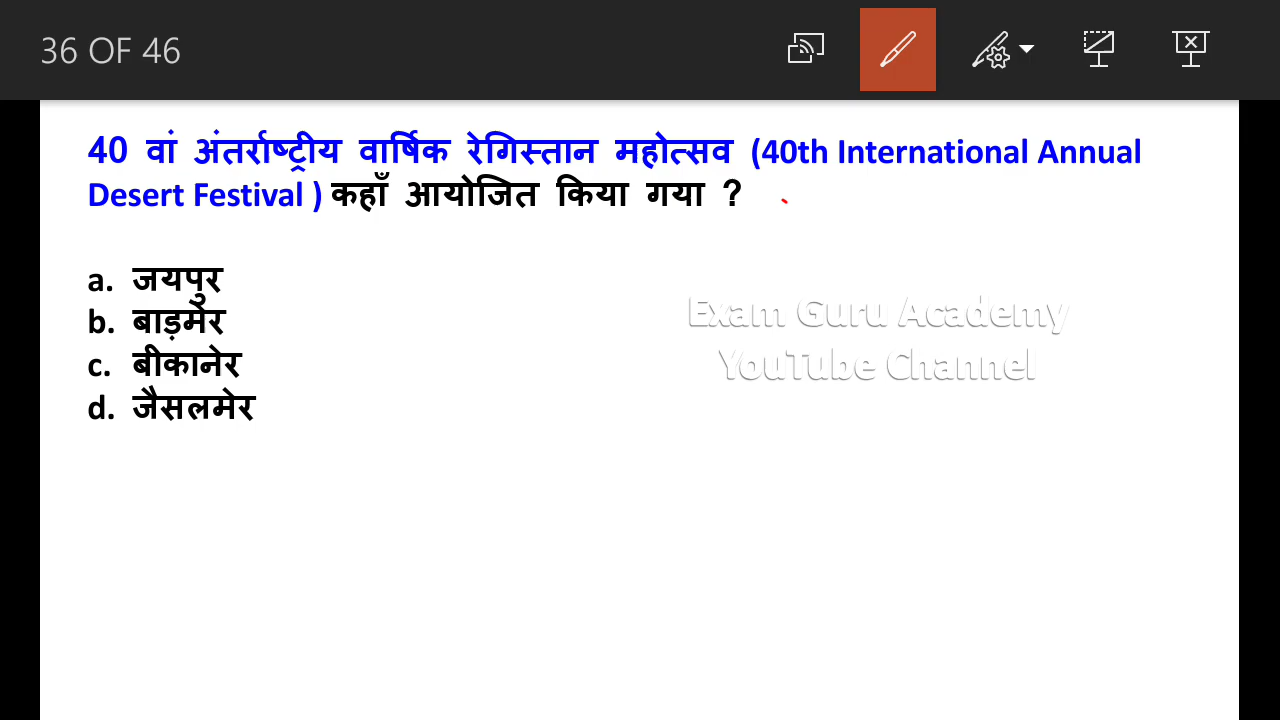 36 OF 46
40 वां अंतर्राष्ट्रीय वार्षिक रेगिस्तान महोत्सव (40th International Annual
Desert Festival ) कहाँ आयोजित किया गया ?
a. जयपुर
b. बाड़मेर
c. बीकानेर
d. जैसलमेर
Exam Guru Academy
YouTube Channel